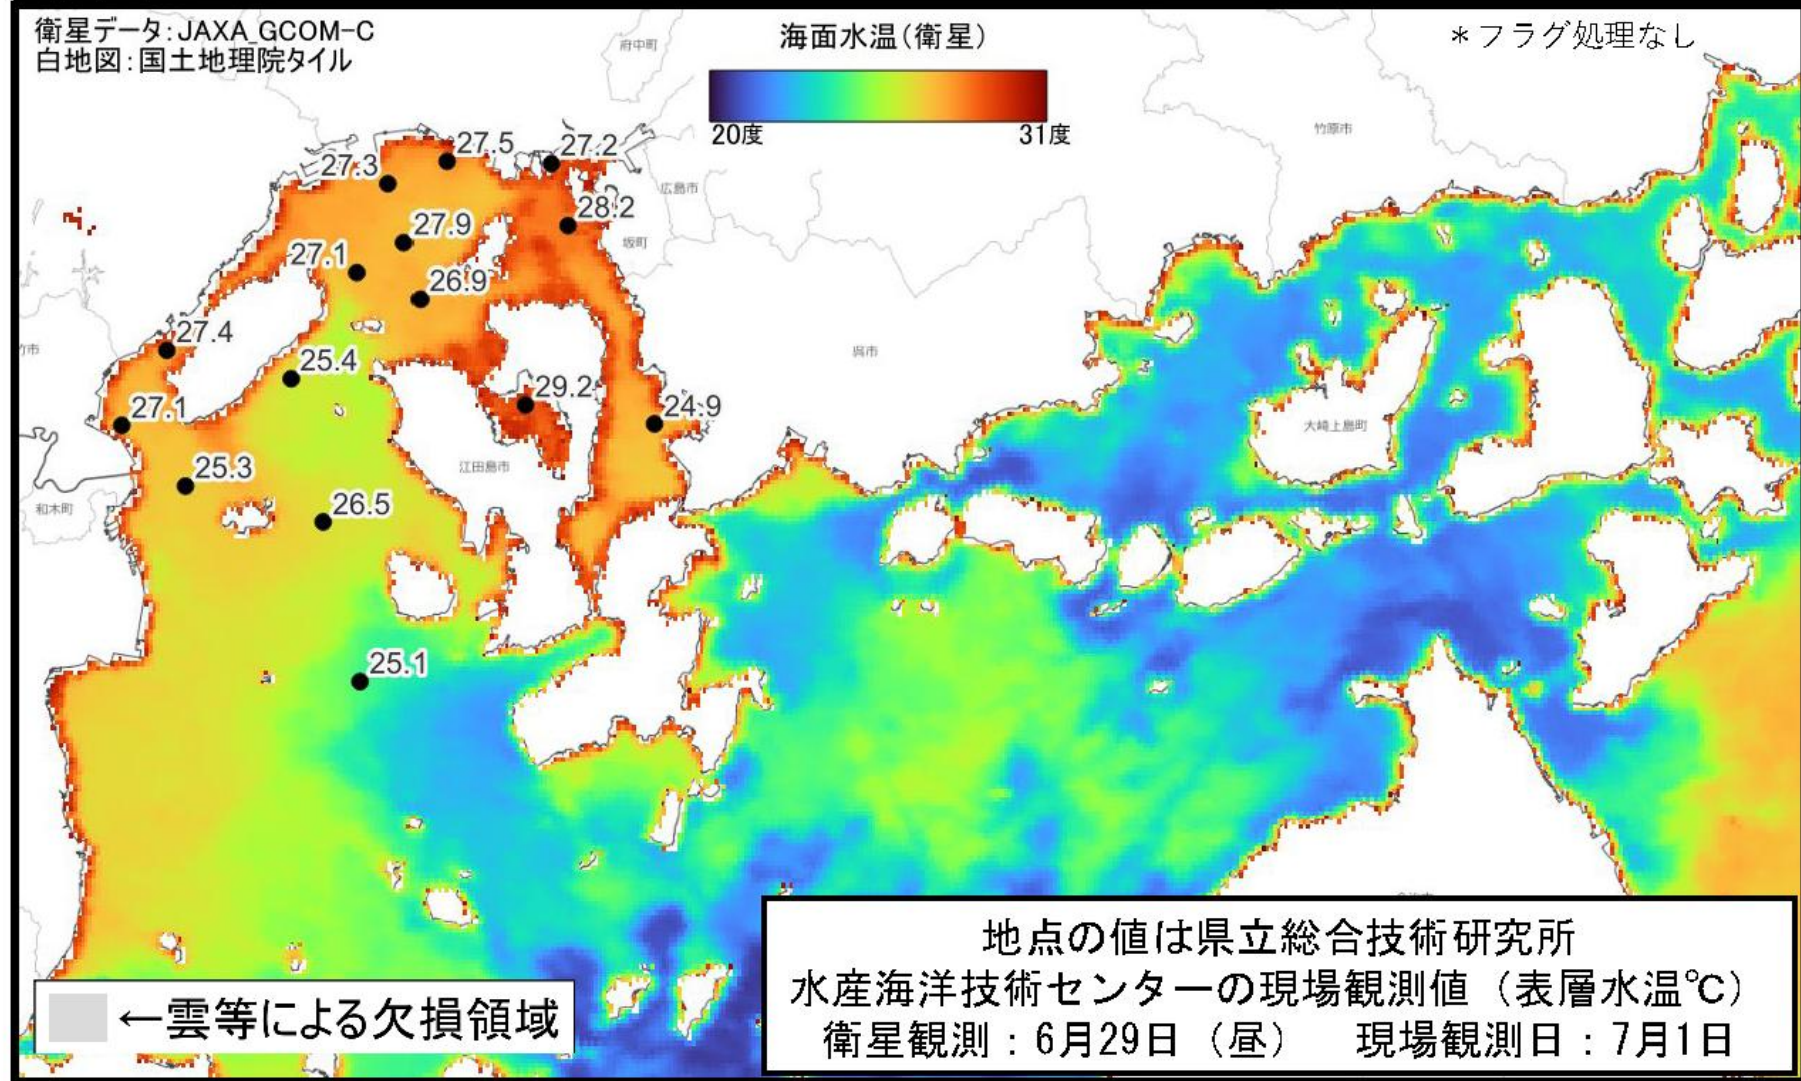 衛星データ：JAXA_GCOM-C
白地図：国土地理院タイル
海面水温（衛星）
＊フラグ処理なし
20度
31度
府中町
竹原市
広島市
坂町
呉市
大崎上島町
江田島市
和木町
竹市
27.5
27.2
27.3
28.2
27.9
27.1
26.9
27.4
25.4
29.2
27.1
24.9
25.3
26.5
25.1
←雲等による欠損領域
地点の値は県立総合技術研究所
水産海洋技術センターの現場観測値（表層水温℃）
衛星観測：6月29日（昼）　現場観測日：7月1日